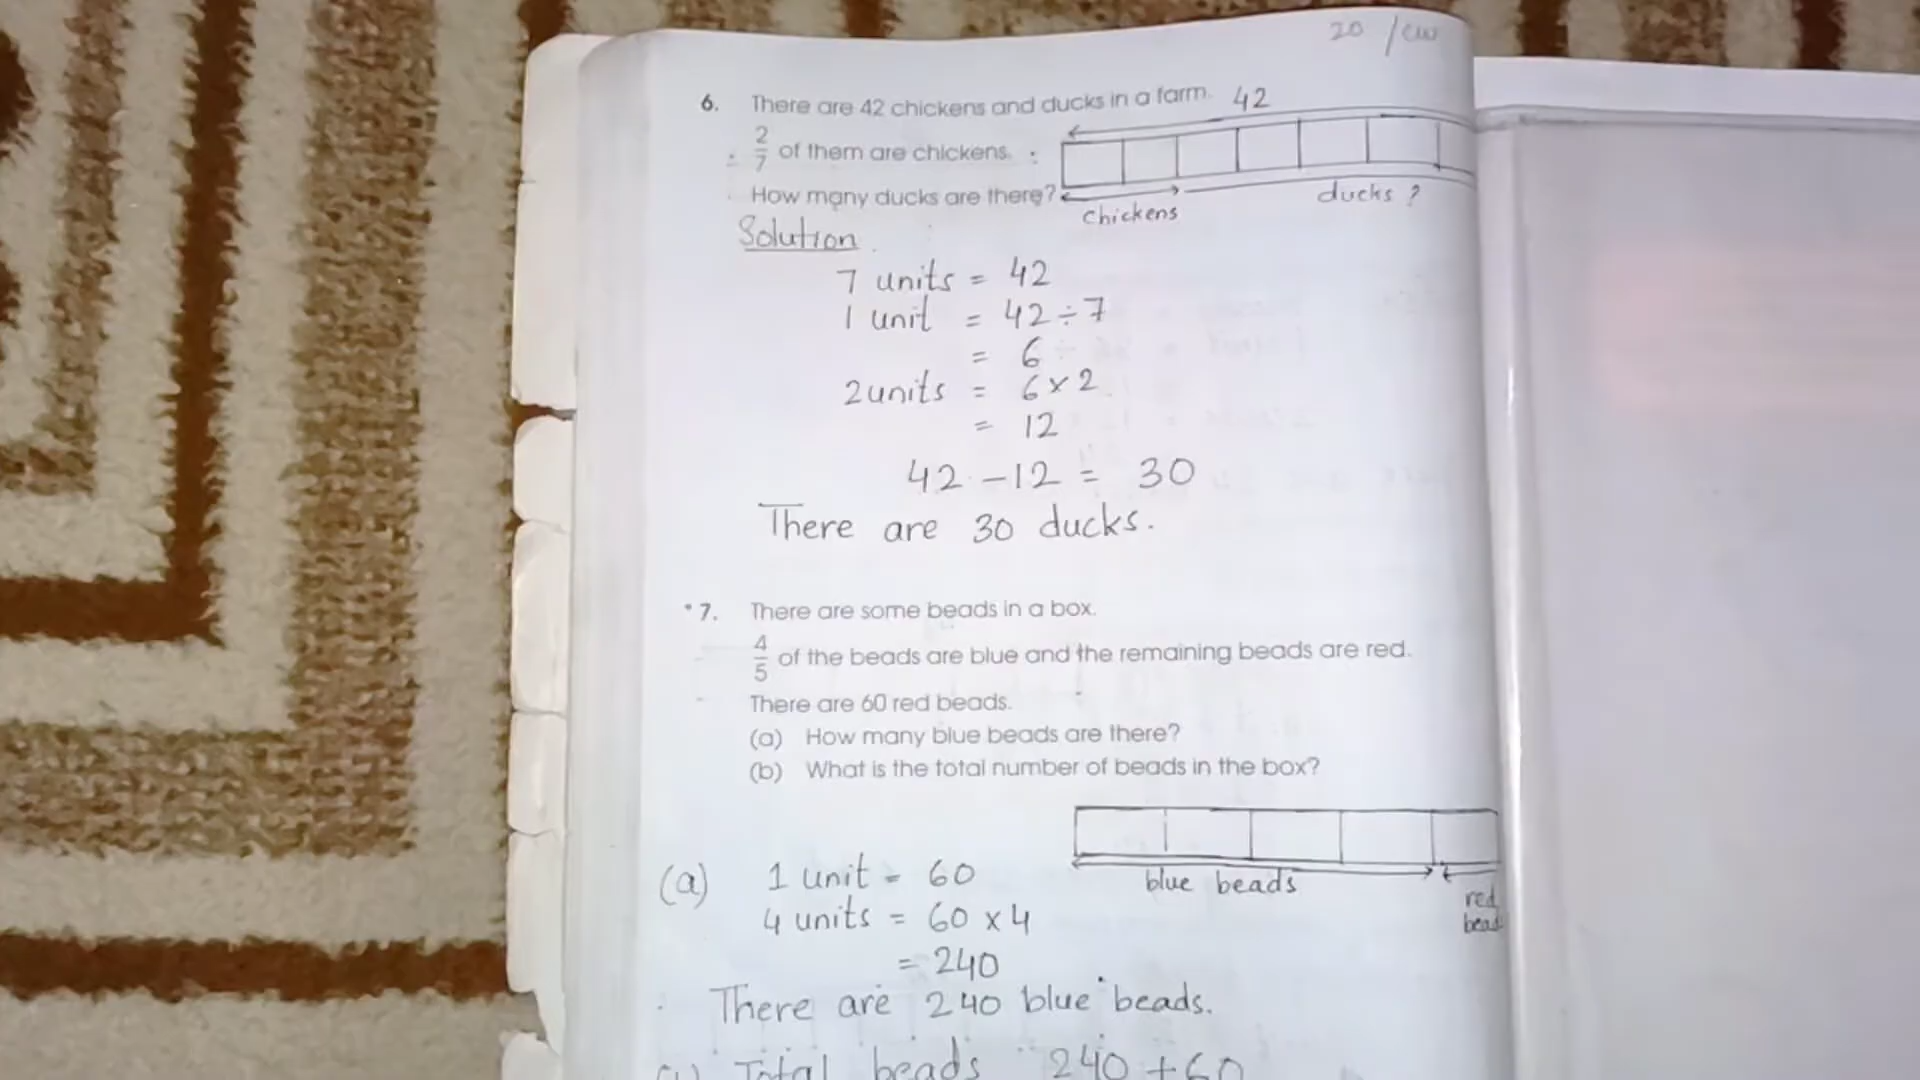 20 /cw
6. There are 42 chickens and ducks in a farm. 42
2/7 of them are chickens.
How many ducks are there?
chickens ducks ?
Solution
7 units = 42
1 unit = 42 ÷ 7
= 6
2 units = 6 x 2
= 12
42 - 12 = 30
There are 30 ducks.
*7. There are some beads in a box.
4/5 of the beads are blue and the remaining beads are red.
There are 60 red beads.
(a) How many blue beads are there?
(b) What is the total number of beads in the box?
blue beads
red
bead
(a) 1 unit = 60
4 units = 60 x 4
= 240
There are 240 blue beads.
Total beads 240 + 60